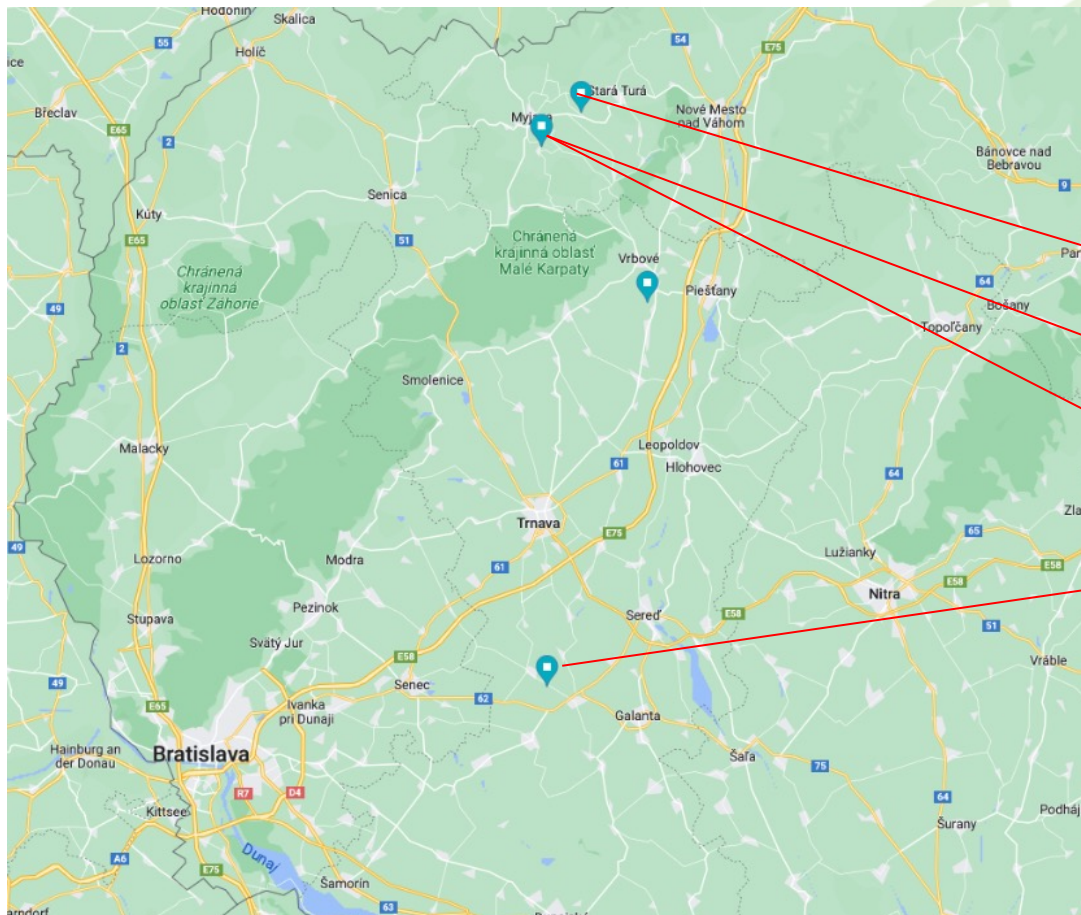 Hodonín
Skalica
55
54
E75
Holíč
Břeclav
E65
2
Stará Turá
Nové Mesto
nad Váhom
Bánovce nad
Bebravou
9
Senica
Kúty
E65
51
Chránená
krajinná oblasť
Malé Karpaty
Vrbové
Chránená
krajinná
oblasť Záhorie
64
Piešťany
Bošany
49
Topoľčany
2
Smolenice
Malacky
Leopoldov
61
Hlohovec
64
Trnava
E75
65
49
Lozorno
Modra
61
Lužianky
E58
E58
Nitra
Pezinok
Sereď
E58
Stupava
51
Svätý Jur
E58
Vráble
49
Senec
62
E65
Ivanka
pri Dunaji
Galanta
Hainburg an
der Donau
Bratislava
Šaľa
75
R7
D4
64
Kittsee
Podháj
Šurany
A6
E75
Dunaj
Šamorín
63